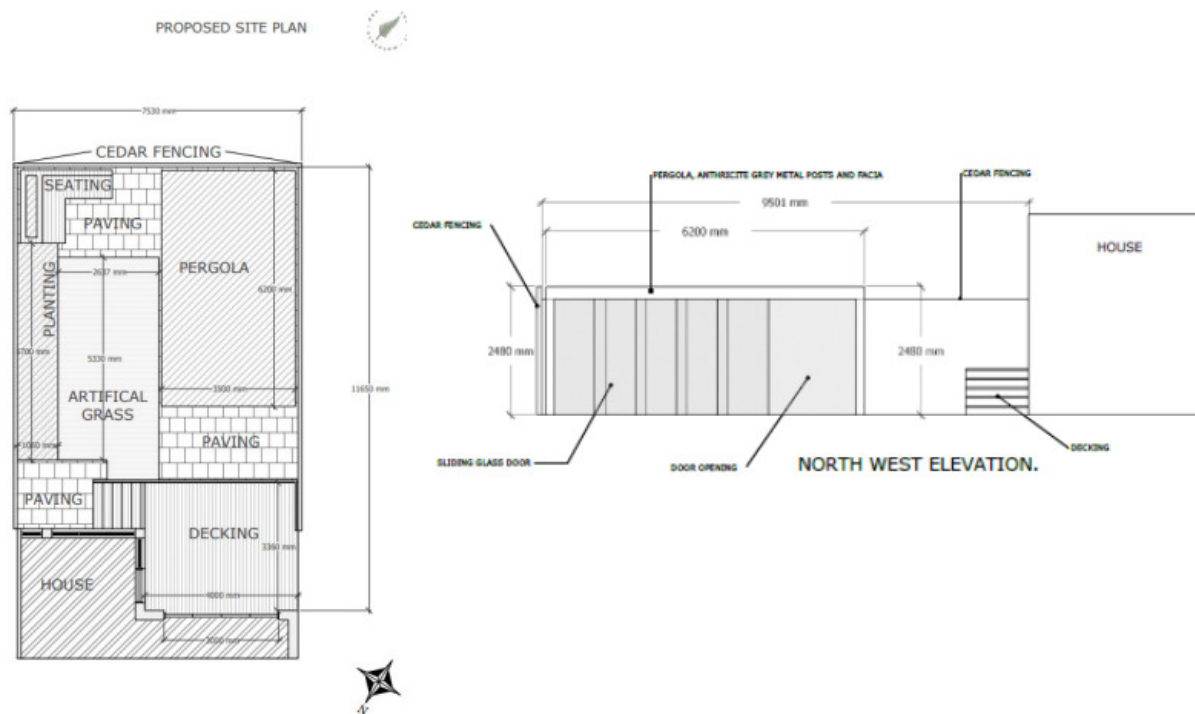 PROPOSED SITE PLAN
7530 mm
CEDAR FENCING
SEATING
PAVING
PERGOLA
PLANTING
2637 mm
6200 mm
5330 mm
ARTIFICAL
GRASS
3500 mm
11650 mm
1060 mm
PAVING
PAVING
DECKING
3360 mm
HOUSE
4000 mm
3000 mm
N
PERGOLA, ANTHRICITE GREY METAL POSTS AND FACIA
CEDAR FENCING
9501 mm
CEDAR FENCING
6200 mm
HOUSE
2480 mm
2480 mm
SLIDING GLASS DOOR
DOOR OPENING
DECKING
NORTH WEST ELEVATION.